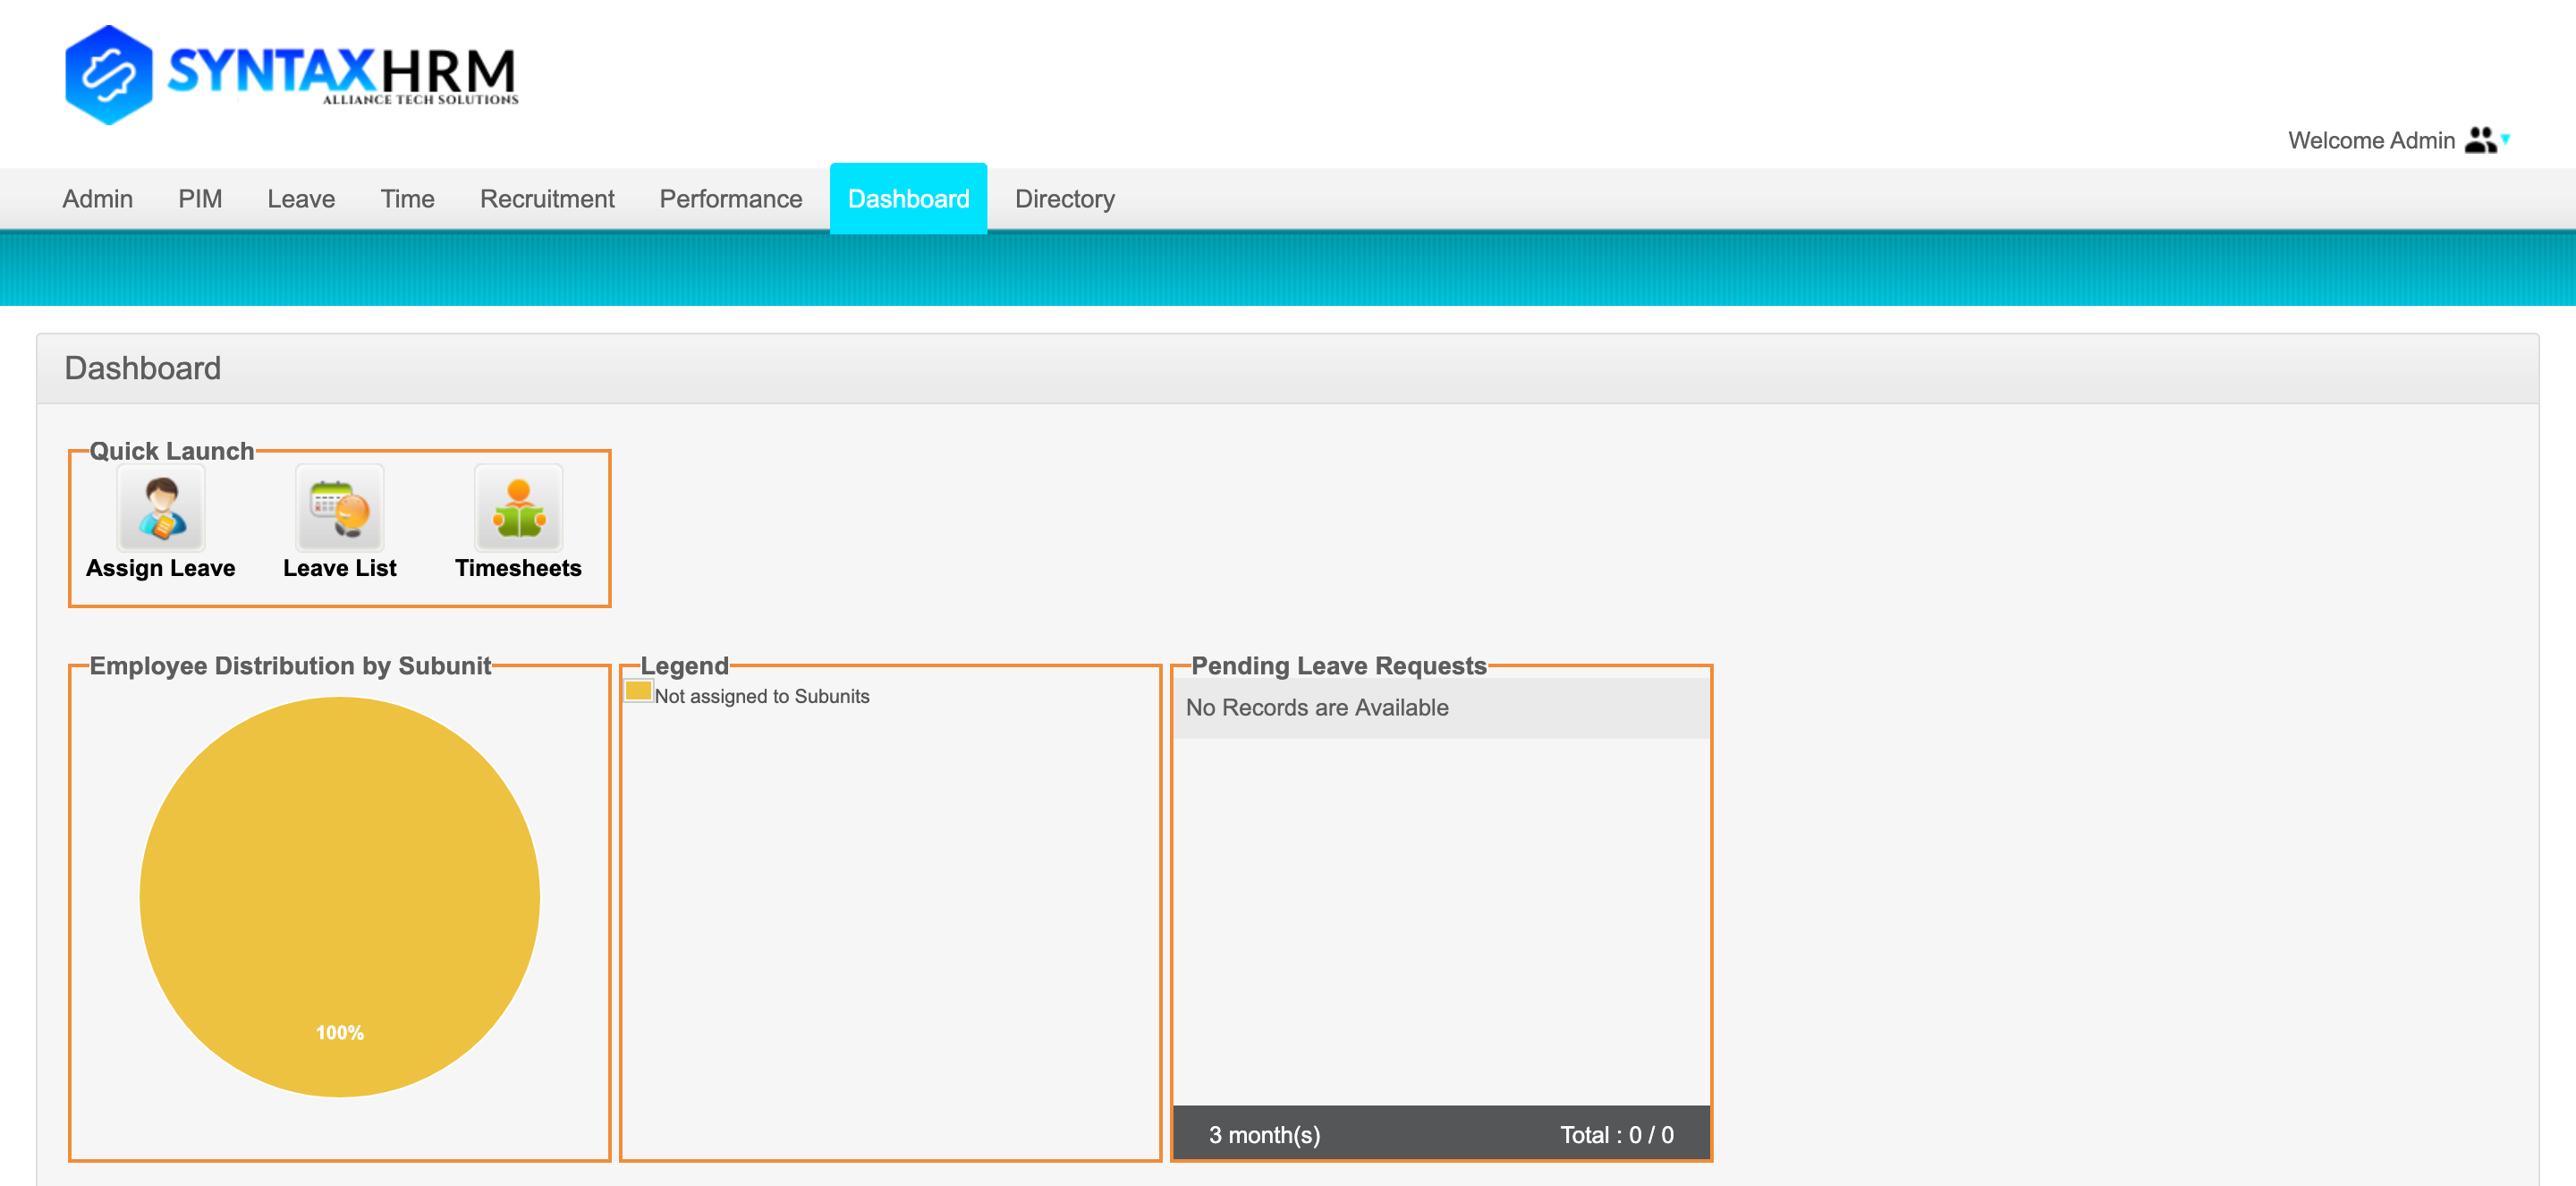 SYNTAXHRM
ALLIANCE TECH SOLUTIONS
Welcome Admin
Admin PIM Leave Time Recruitment Performance Dashboard Directory
Dashboard
Quick Launch
Assign Leave Leave List Timesheets
Employee Distribution by Subunit
100%
Legend
Not assigned to Subunits
Pending Leave Requests
No Records are Available
3 month(s) Total : 0 / 0